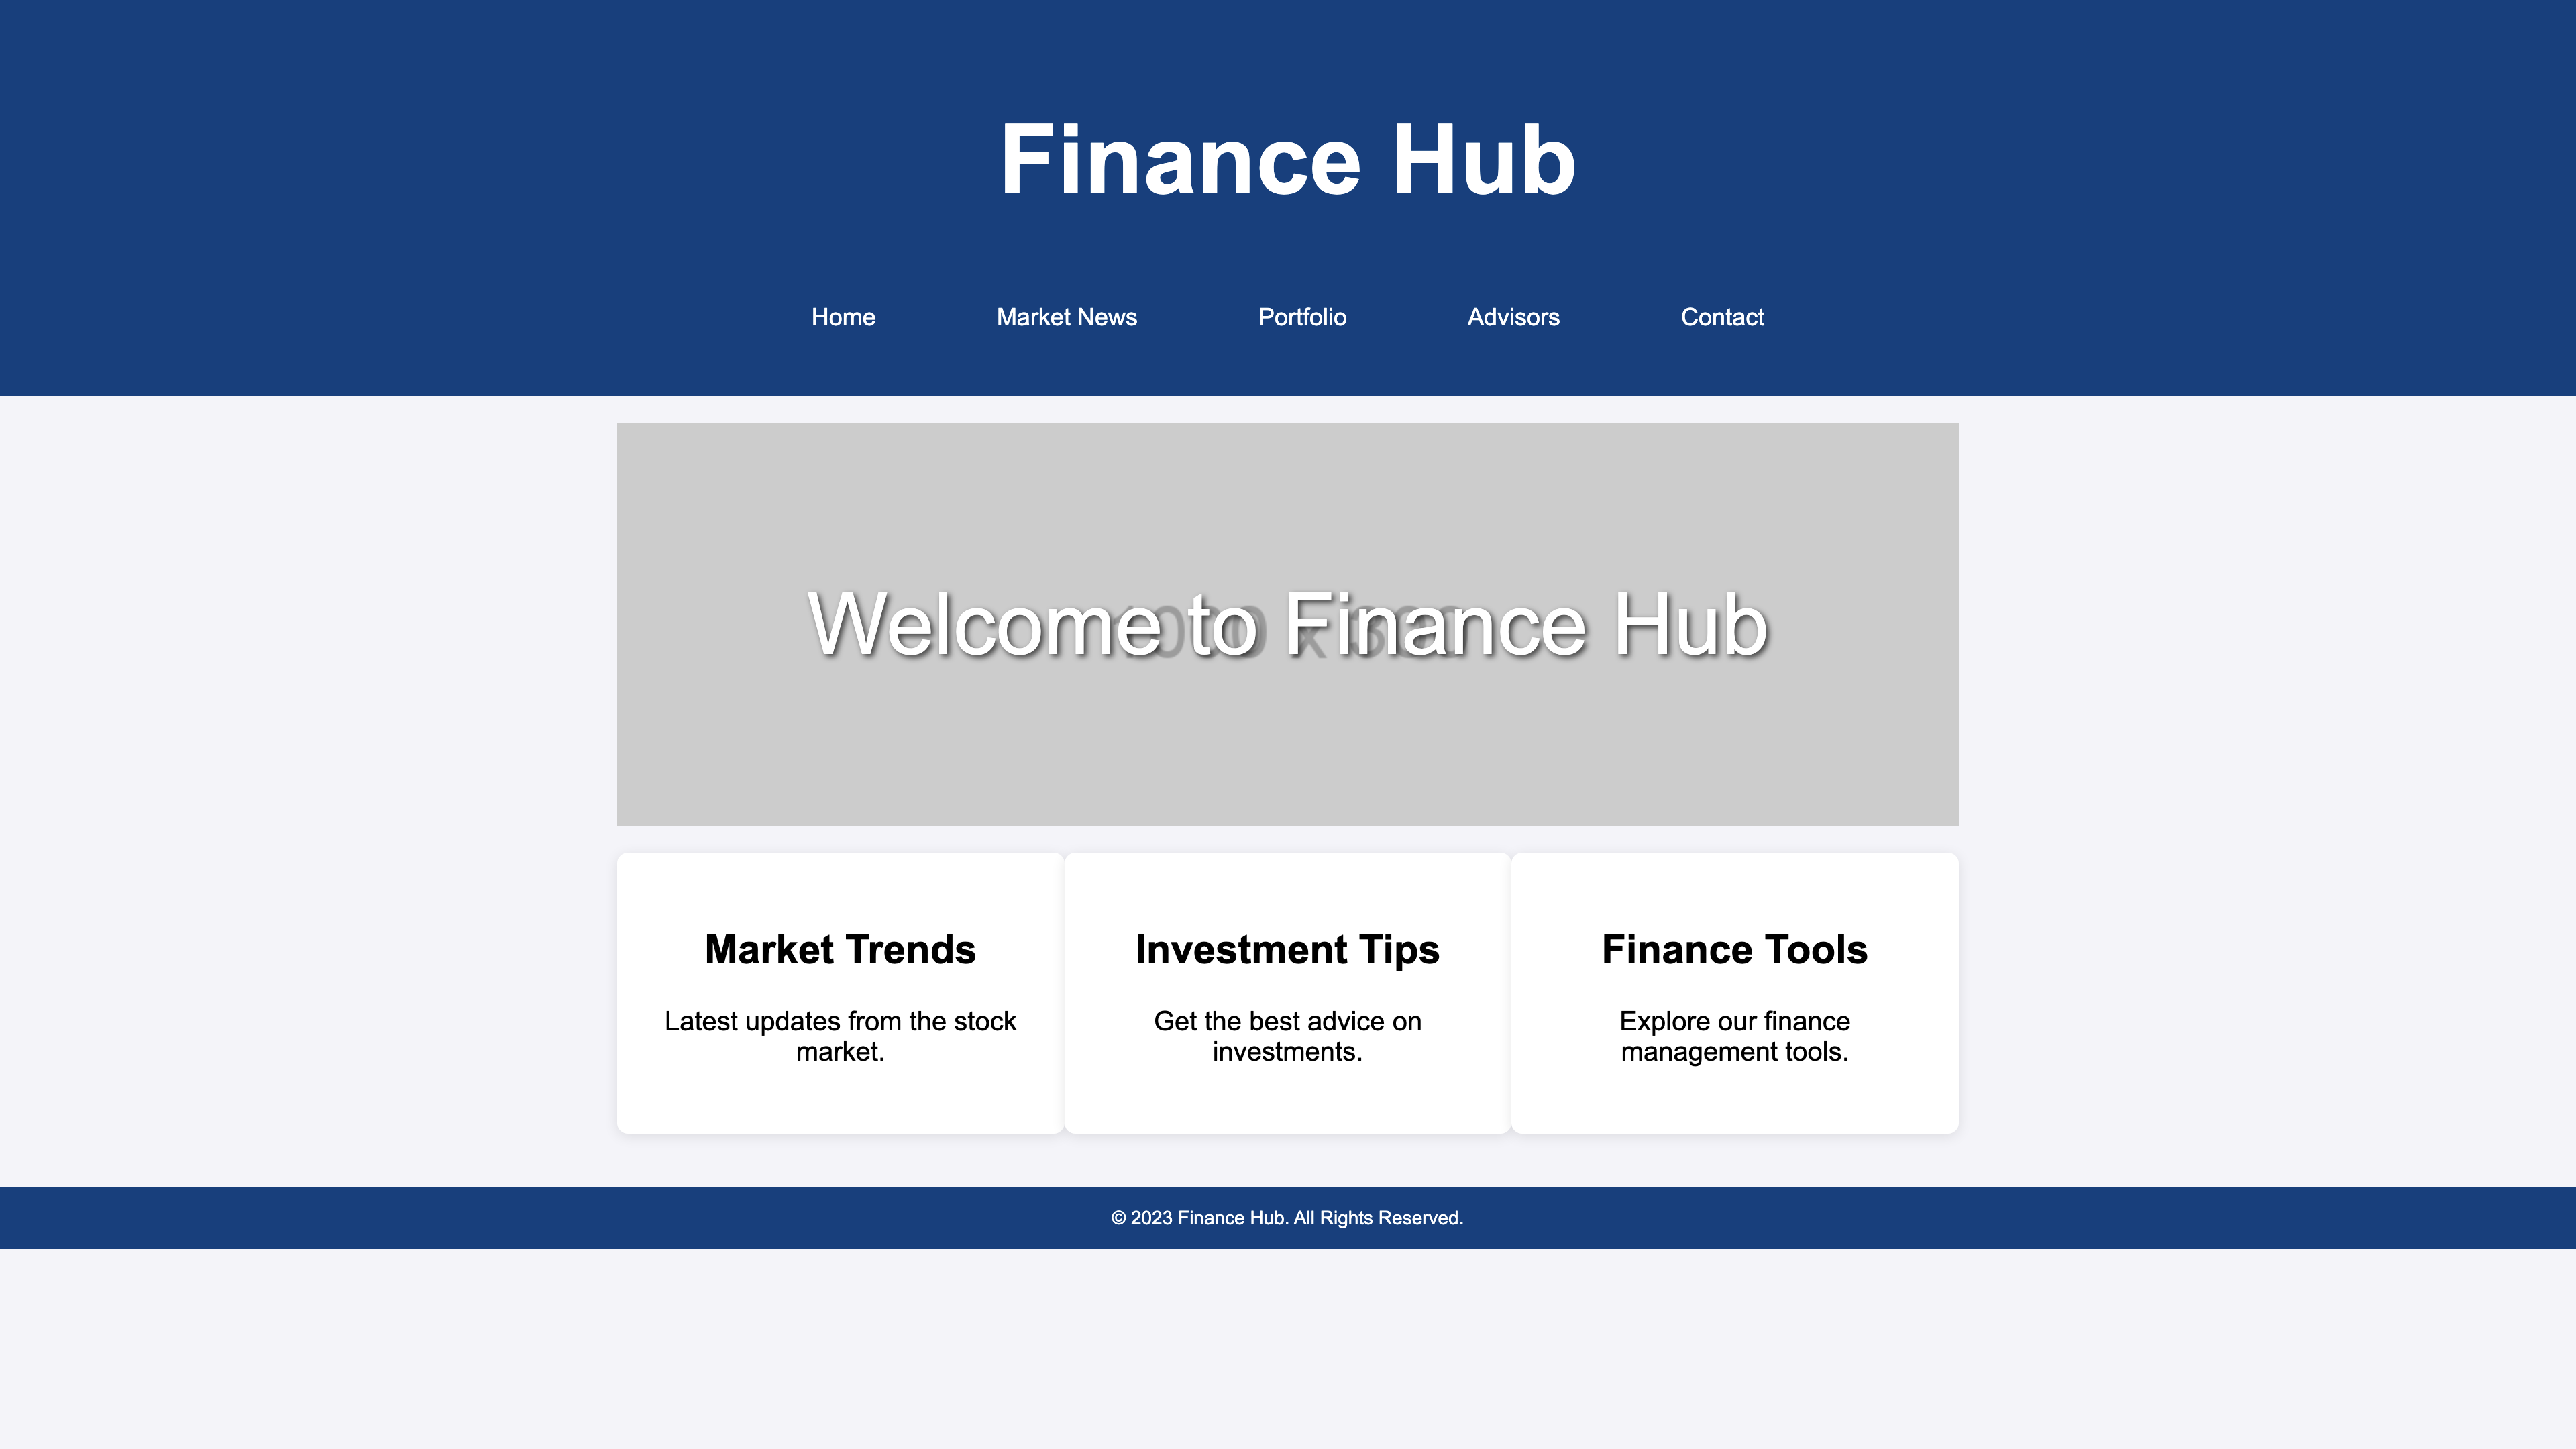 Finance Hub
Home Market News Portfolio Advisors Contact
Welcome to Finance Hub
Market Trends
Latest updates from the stock
market.
Investment Tips
Get the best advice on
investments.
Finance Tools
Explore our finance
management tools.
© 2023 Finance Hub. All Rights Reserved.